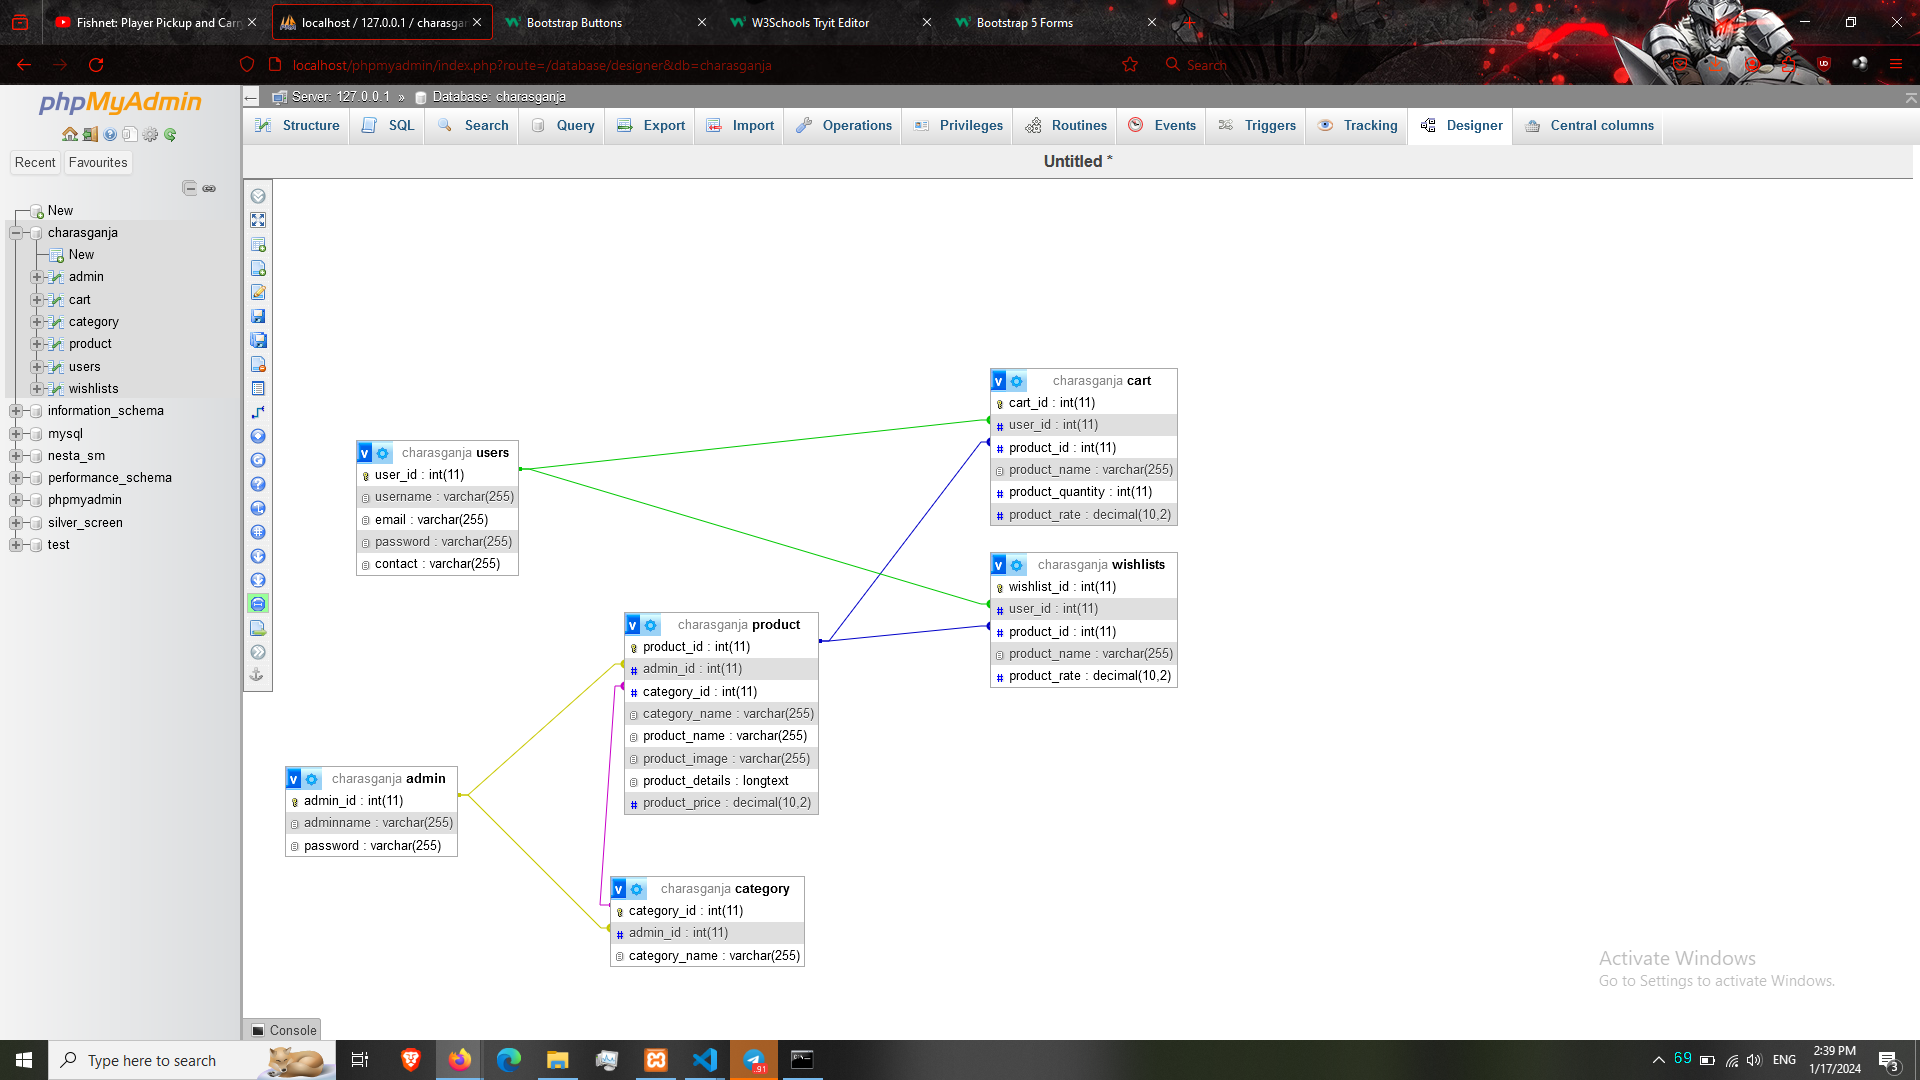 Fishnet: Player Pickup and Carr
localhost / 127.0.0.1 / charasgan
Bootstrap Buttons
W3Schools Tryit Editor
Bootstrap 5 Forms
localhost/phpmyadmin/index.php?route=/database/designer&db=charasganja
Search
phpMyAdmin
Server: 127.0.0.1 » Database: charasganja
Structure
SQL
Search
Query
Export
Import
Operations
Privileges
Routines
Events
Triggers
Tracking
Designer
Central columns
Recent
Favourites
Untitled *
New
charasganja
New
admin
cart
category
product
users
wishlists
information_schema
mysql
nesta_sm
performance_schema
phpmyadmin
silver_screen
test
v charasganja users
user_id : int(11)
username : varchar(255)
email : varchar(255)
password : varchar(255)
contact : varchar(255)
v charasganja cart
cart_id : int(11)
# user_id : int(11)
# product_id : int(11)
product_name : varchar(255)
# product_quantity : int(11)
# product_rate : decimal(10,2)
v charasganja wishlists
wishlist_id : int(11)
# user_id : int(11)
# product_id : int(11)
product_name : varchar(255)
# product_rate : decimal(10,2)
v charasganja product
product_id : int(11)
# admin_id : int(11)
# category_id : int(11)
category_name : varchar(255)
product_name : varchar(255)
product_image : varchar(255)
product_details : longtext
# product_price : decimal(10,2)
v charasganja admin
admin_id : int(11)
adminname : varchar(255)
password : varchar(255)
v charasganja category
category_id : int(11)
# admin_id : int(11)
category_name : varchar(255)
Activate Windows
Go to Settings to activate Windows.
Console
Type here to search
.91
69
ENG
2:39 PM
1/17/2024
3